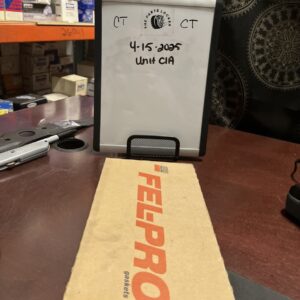 CT CT
4-15-2025
Unit C1A
FEL-PRO
gaskets